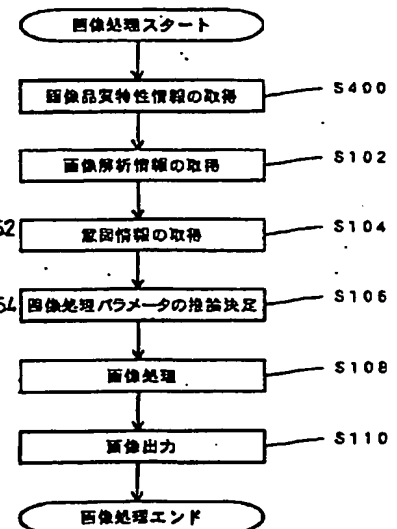 画像処理スタート
画像品質特性情報の取得 S400
画像解析情報の取得 S102
52 意図情報の取得 S104
54 画像処理パラメータの推論決定 S106
画像処理 S108
画像出力 S110
画像処理エンド